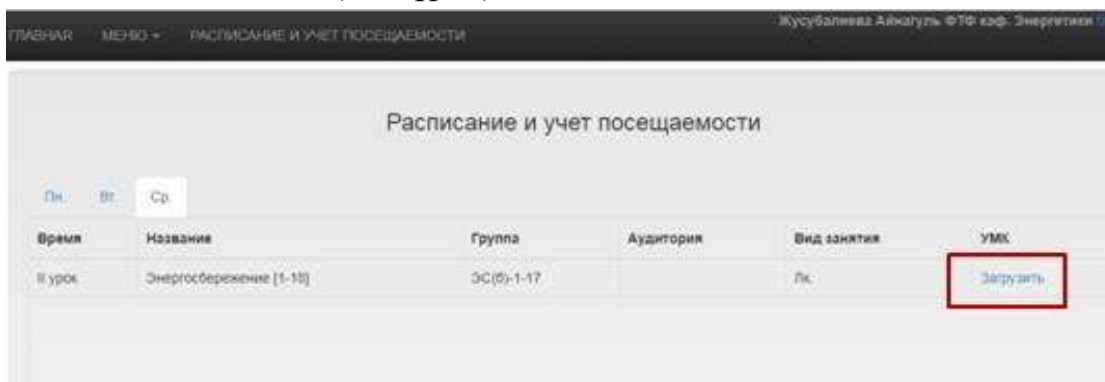 Жусубалиева Айнагуль ФТФ каф. Энергетики
ГЛАВНАЯ МЕНЮ РАСПИСАНИЕ И УЧЕТ ПОСЕЩАЕМОСТИ
Расписание и учет посещаемости
Пн. Вт. Ср.
Время Название Группа Аудитория Вид занятия УМК
II урок Энергосбережение [1-18] ЭС(б)-1-17 Лк. Загрузить